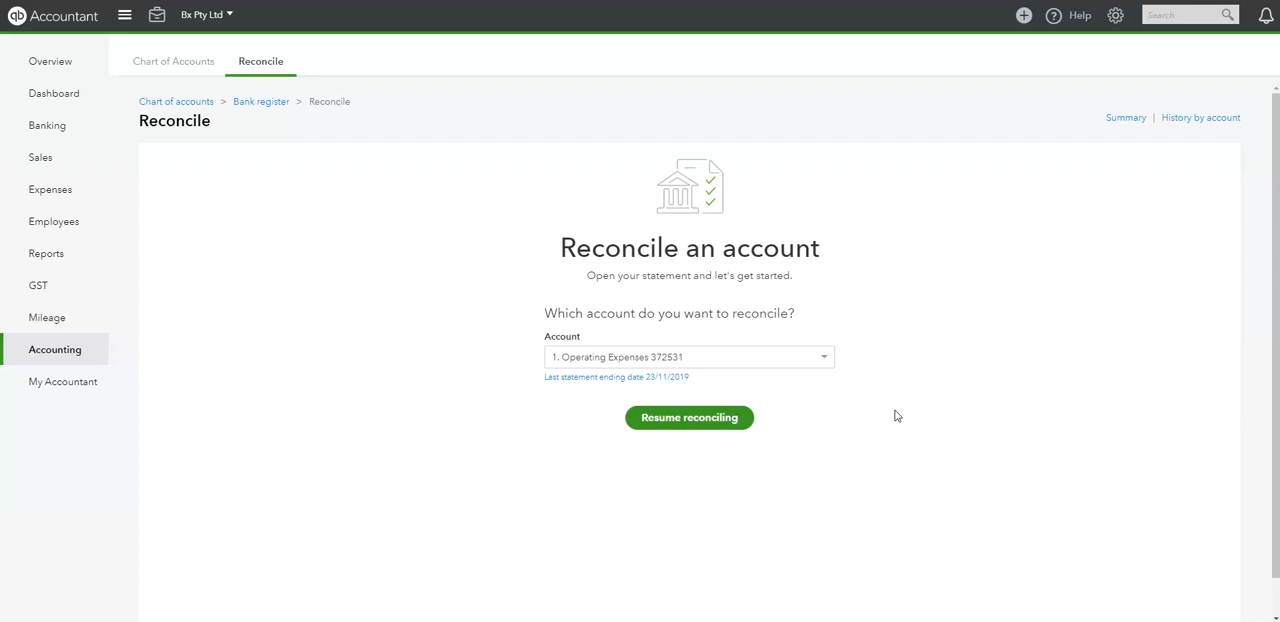 qb Accountant
Bx Pty Ltd
Help
Search
Overview
Dashboard
Banking
Sales
Expenses
Employees
Reports
GST
Mileage
Accounting
My Accountant
Chart of Accounts
Reconcile
Chart of accounts > Bank register > Reconcile
Reconcile
Summary | History by account
Reconcile an account
Open your statement and let's get started.
Which account do you want to reconcile?
Account
1. Operating Expenses 372531
Last statement ending date 23/11/2019
Resume reconciling